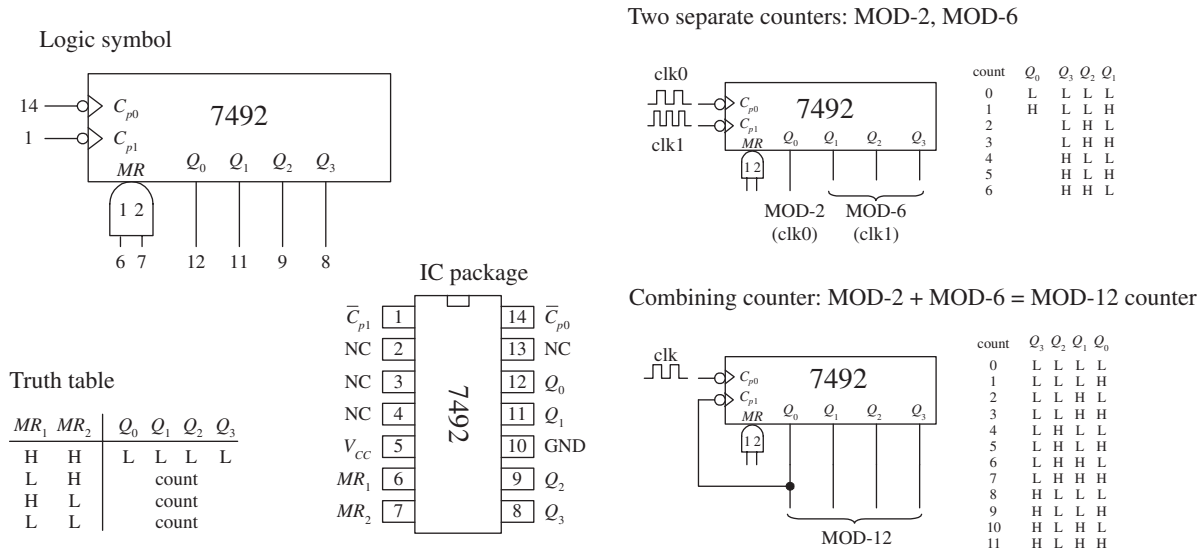 Logic symbol
14
1
C_p0
C_p1
7492
MR
Q_0 Q_1 Q_2 Q_3
1 2
6 7 12 11 9 8
Truth table
MR_1 MR_2 Q_0 Q_1 Q_2 Q_3
H H L L L L
L H count
H L count
L L count
IC package
C̅_p1 1 14 C̅_p0
NC 2 13 NC
NC 3 12 Q_0
NC 4 11 Q_1
V_CC 5 10 GND
MR_1 6 9 Q_2
MR_2 7 8 Q_3
7492
Two separate counters: MOD-2, MOD-6
clk0
clk1
C_p0
C_p1
7492
MR
Q_0 Q_1 Q_2 Q_3
1 2
MOD-2 MOD-6
(clk0) (clk1)
count Q_0 Q_3 Q_2 Q_1
0 L L L L
1 H L L H
2 L H L
3 L H H
4 H L L
5 H L H
6 H H L
Combining counter: MOD-2 + MOD-6 = MOD-12 counter
clk
C_p0
C_p1
7492
MR
Q_0 Q_1 Q_2 Q_3
1 2
MOD-12
count Q_3 Q_2 Q_1 Q_0
0 L L L L
1 L L L H
2 L L H L
3 L L H H
4 L H L L
5 L H L H
6 L H H L
7 L H H H
8 H L L L
9 H L L H
10 H L H L
11 H L H H